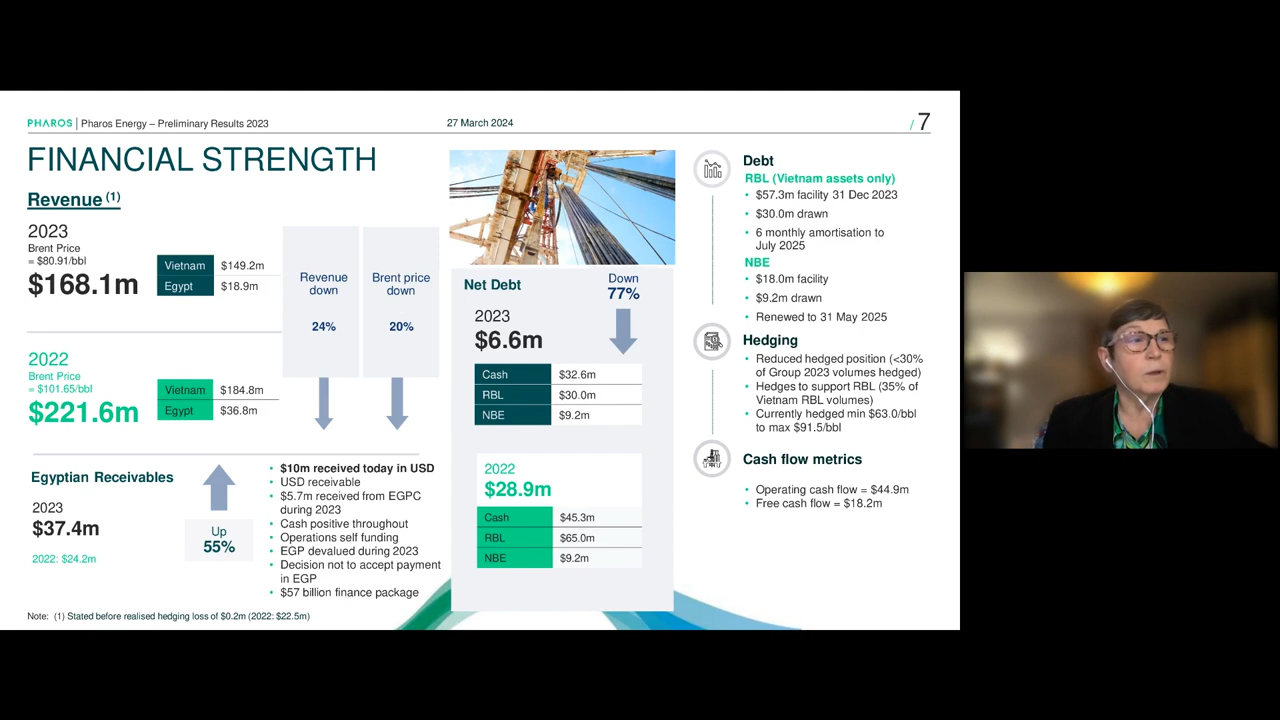 PHAROS | Pharos Energy – Preliminary Results 2023
27 March 2024
/ 7
FINANCIAL STRENGTH
Revenue (1)
2023
Brent Price
= $80.91/bbl
$168.1m
Vietnam $149.2m
Egypt $18.9m
2022
Brent Price
= $101.65/bbl
$221.6m
Vietnam $184.8m
Egypt $36.8m
Revenue
down
24%
Brent price
down
20%
Egyptian Receivables
2023
$37.4m
2022: $24.2m
Up
55%
• $10m received today in USD
• USD receivable
• $5.7m received from EGPC
during 2023
• Cash positive throughout
• Operations self funding
• EGP devalued during 2023
• Decision not to accept payment
in EGP
• $57 billion finance package
Note: (1) Stated before realised hedging loss of $0.2m (2022: $22.5m)
Net Debt
Down
77%
2023
$6.6m
Cash $32.6m
RBL $30.0m
NBE $9.2m
2022
$28.9m
Cash $45.3m
RBL $65.0m
NBE $9.2m
Debt
RBL (Vietnam assets only)
• $57.3m facility 31 Dec 2023
• $30.0m drawn
• 6 monthly amortisation to
July 2025
NBE
• $18.0m facility
• $9.2m drawn
• Renewed to 31 May 2025
Hedging
• Reduced hedged position (<30%
of Group 2023 volumes hedged)
• Hedges to support RBL (35% of
Vietnam RBL volumes)
• Currently hedged min $63.0/bbl
to max $91.5/bbl
Cash flow metrics
• Operating cash flow = $44.9m
• Free cash flow = $18.2m